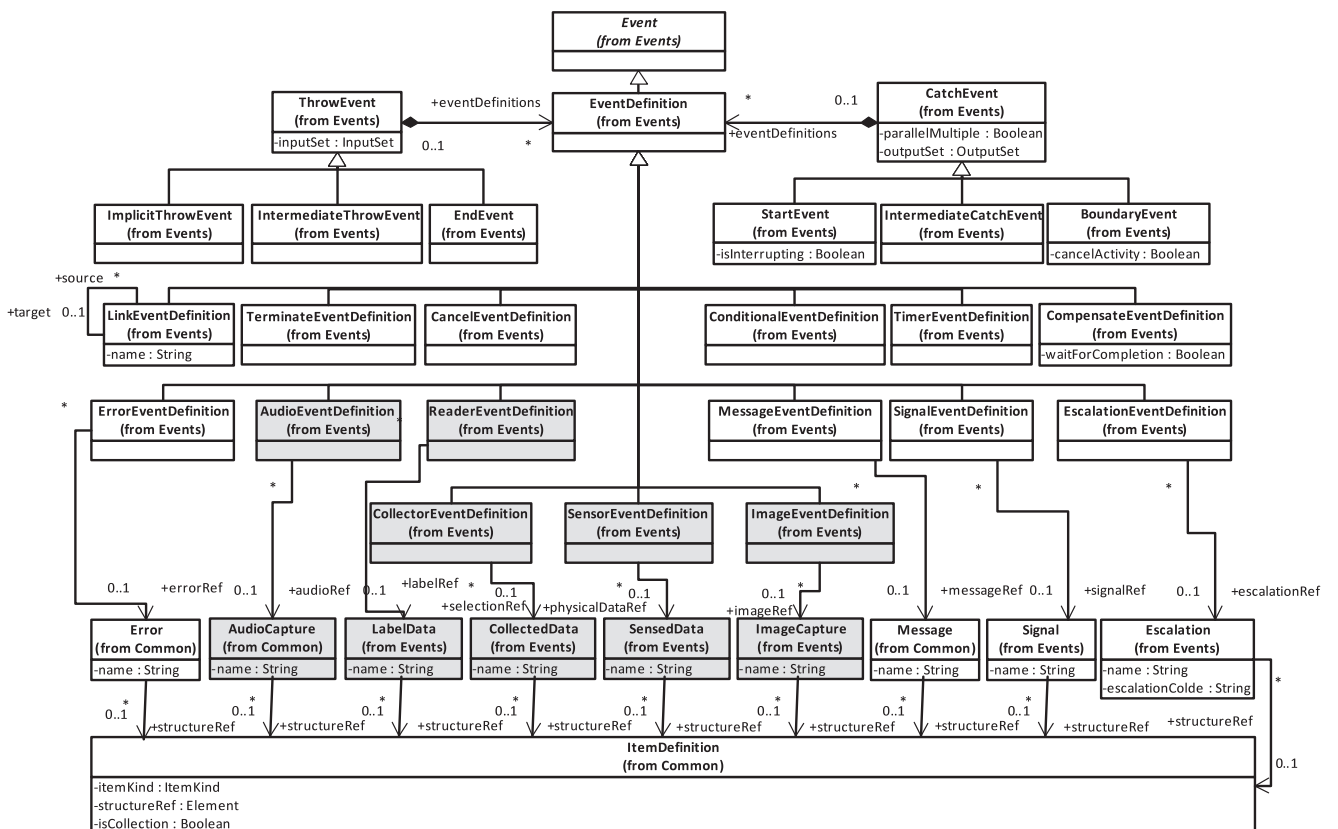 Event
(from Events)
ThrowEvent
(from Events)
-inputSet : InputSet
+eventDefinitions
0..1
*
EventDefinition
(from Events)
*
0..1
+eventDefinitions
CatchEvent
(from Events)
-parallelMultiple : Boolean
-outputSet : OutputSet
ImplicitThrowEvent
(from Events)
IntermediateThrowEvent
(from Events)
EndEvent
(from Events)
StartEvent
(from Events)
-isInterrupting : Boolean
IntermediateCatchEvent
(from Events)
BoundaryEvent
(from Events)
-cancelActivity : Boolean
+source *
+target 0..1
LinkEventDefinition
(from Events)
-name : String
TerminateEventDefinition
(from Events)
CancelEventDefinition
(from Events)
ConditionalEventDefinition
(from Events)
TimerEventDefinition
(from Events)
CompensateEventDefinition
(from Events)
-waitForCompletion : Boolean
*
ErrorEventDefinition
(from Events)
AudioEventDefinition
(from Events)
*
ReaderEventDefinition
(from Events)
MessageEventDefinition
(from Events)
SignalEventDefinition
(from Events)
EscalationEventDefinition
(from Events)
*
*
*
*
CollectorEventDefinition
(from Events)
SensorEventDefinition
(from Events)
ImageEventDefinition
(from Events)
0..1
+errorRef
0..1
+audioRef
0..1
+labelRef
*
0..1
+selectionRef
*
0..1
+physicalDataRef
*
0..1
+imageRef
0..1
+messageRef
0..1
+signalRef
0..1
+escalationRef
Error
(from Common)
-name : String
AudioCapture
(from Common)
-name : String
LabelData
(from Events)
-name : String
CollectedData
(from Events)
-name : String
SensedData
(from Events)
-name : String
ImageCapture
(from Events)
-name : String
Message
(from Common)
-name : String
Signal
(from Events)
-name : String
Escalation
(from Events)
-name : String
-escalationColde : String
*
0..1
+structureRef
*
0..1
+structureRef
*
0..1
+structureRef
*
0..1
+structureRef
*
0..1
+structureRef
*
0..1
+structureRef
*
0..1
+structureRef
*
0..1
+structureRef
*
+structureRef
0..1
ItemDefinition
(from Common)
-itemKind : ItemKind
-structureRef : Element
-isCollection : Boolean